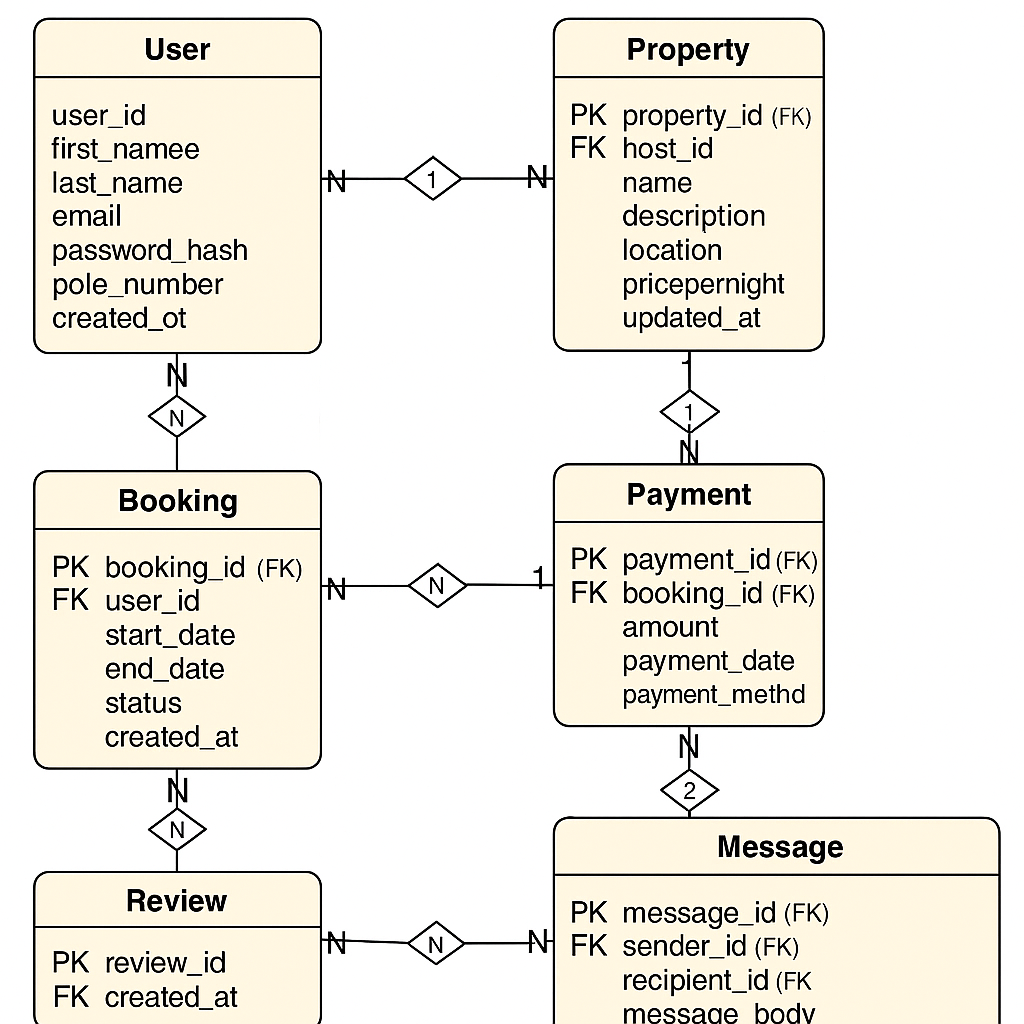 User
user_id
first_namee
last_name
email
password_hash
pole_number
created_ot
N
1
N
Property
PK property_id (FK)
FK host_id
name
description
location
pricepernight
updated_at
N
N
1
1
N
Booking
PK booking_id (FK)
FK user_id
start_date
end_date
status
created_at
N
N
1
Payment
PK payment_id (FK)
FK booking_id (FK)
amount
payment_date
payment_methd
N
N
N
2
Review
PK review_id
FK created_at
N
N
N
Message
PK message_id (FK)
FK sender_id (FK)
recipient_id (FK
message_body